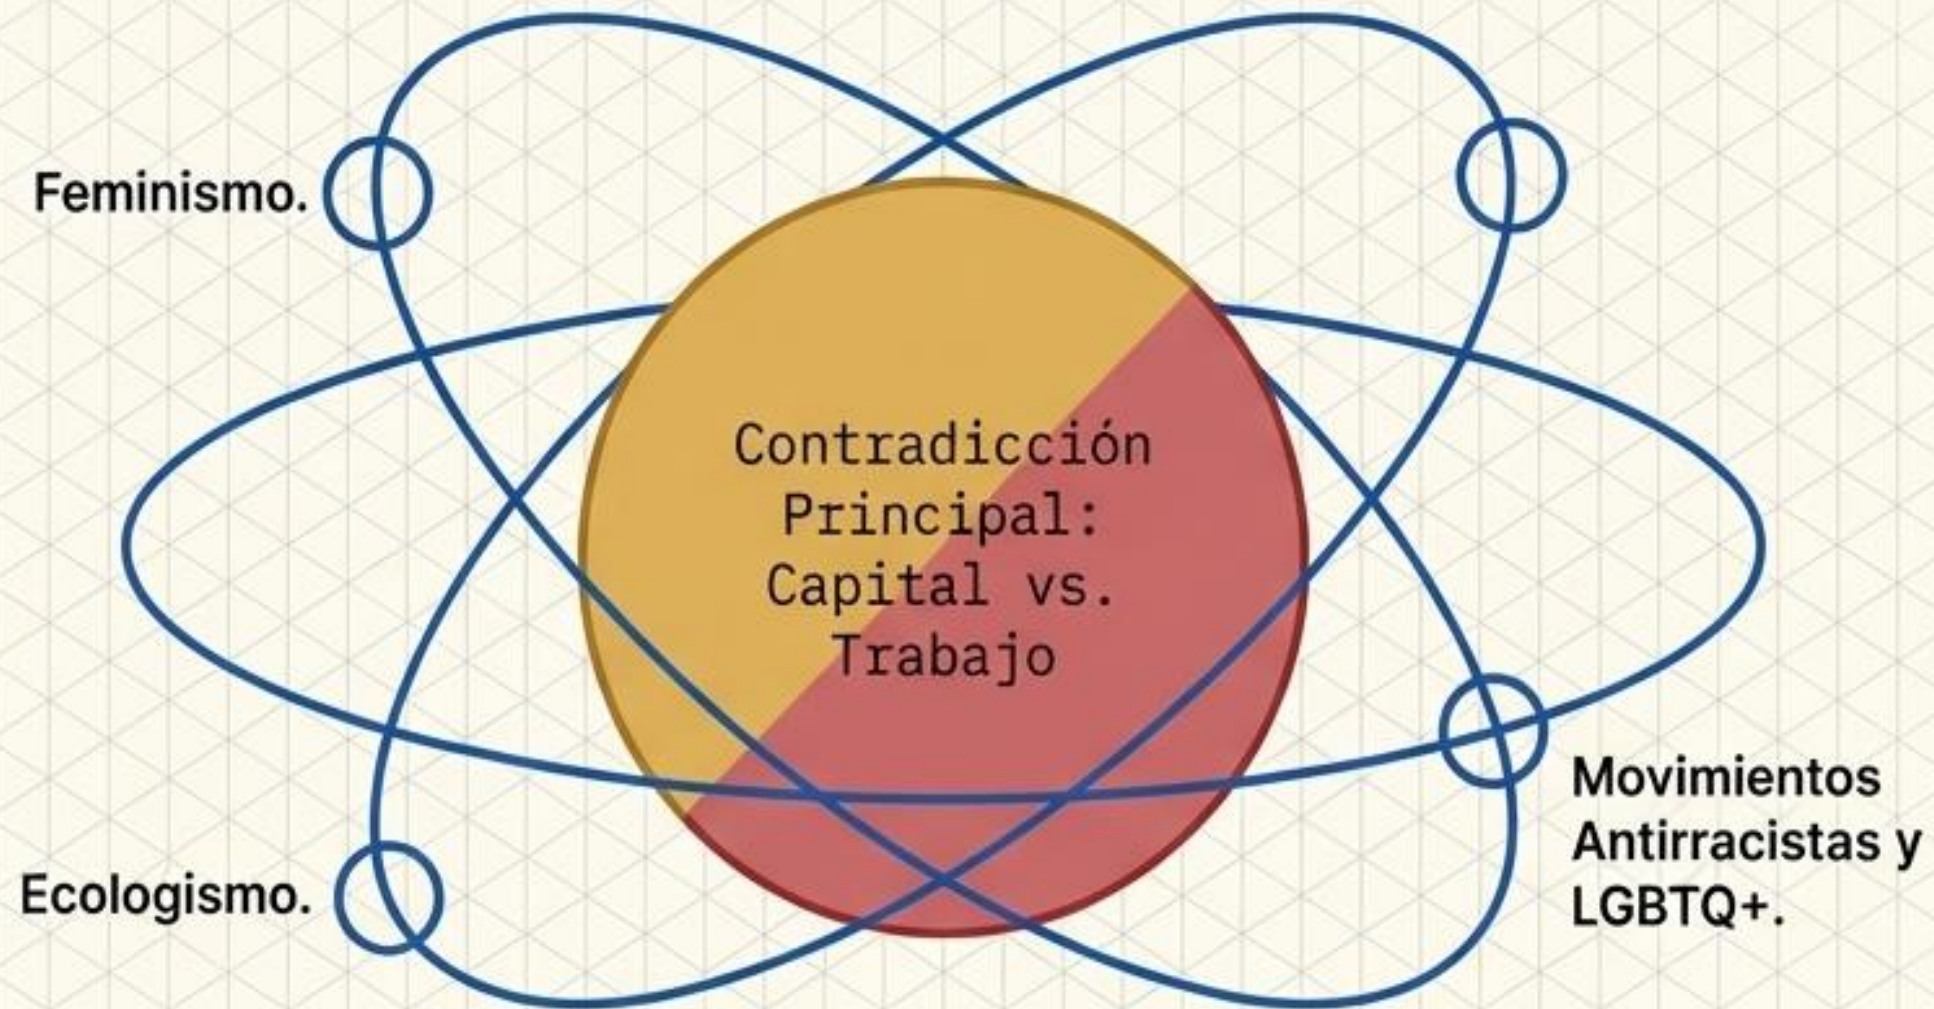 Feminismo.
Contradicción
Principal:
Capital vs.
Trabajo
Movimientos
Antirracistas y
LGBTQ+.
Ecologismo.